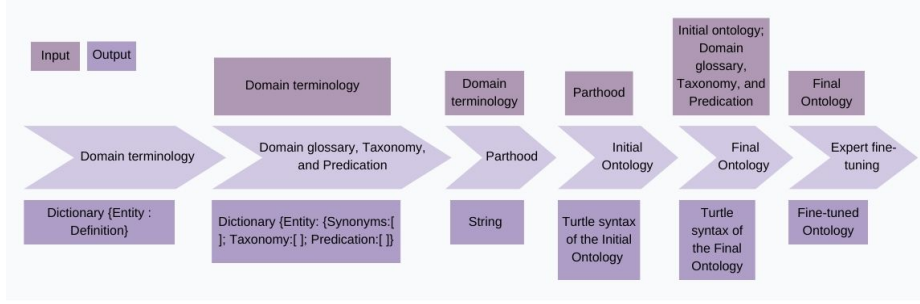 Input
Output
Domain terminology
Domain
terminology
Parthood
Initial ontology;
Domain
glossary,
Taxonomy, and
Predication
Final
Ontology
Domain terminology
Domain glossary, Taxonomy,
and Predication
Parthood
Initial
Ontology
Final
Ontology
Expert fine-
tuning
Dictionary {Entity :
Definition}
Dictionary {Entity: {Synonyms:[
]; Taxonomy:[ ]; Predication:[ ]}
String
Turtle syntax
of the Initial
Ontology
Turtle
syntax of
the Final
Ontology
Fine-tuned
Ontology